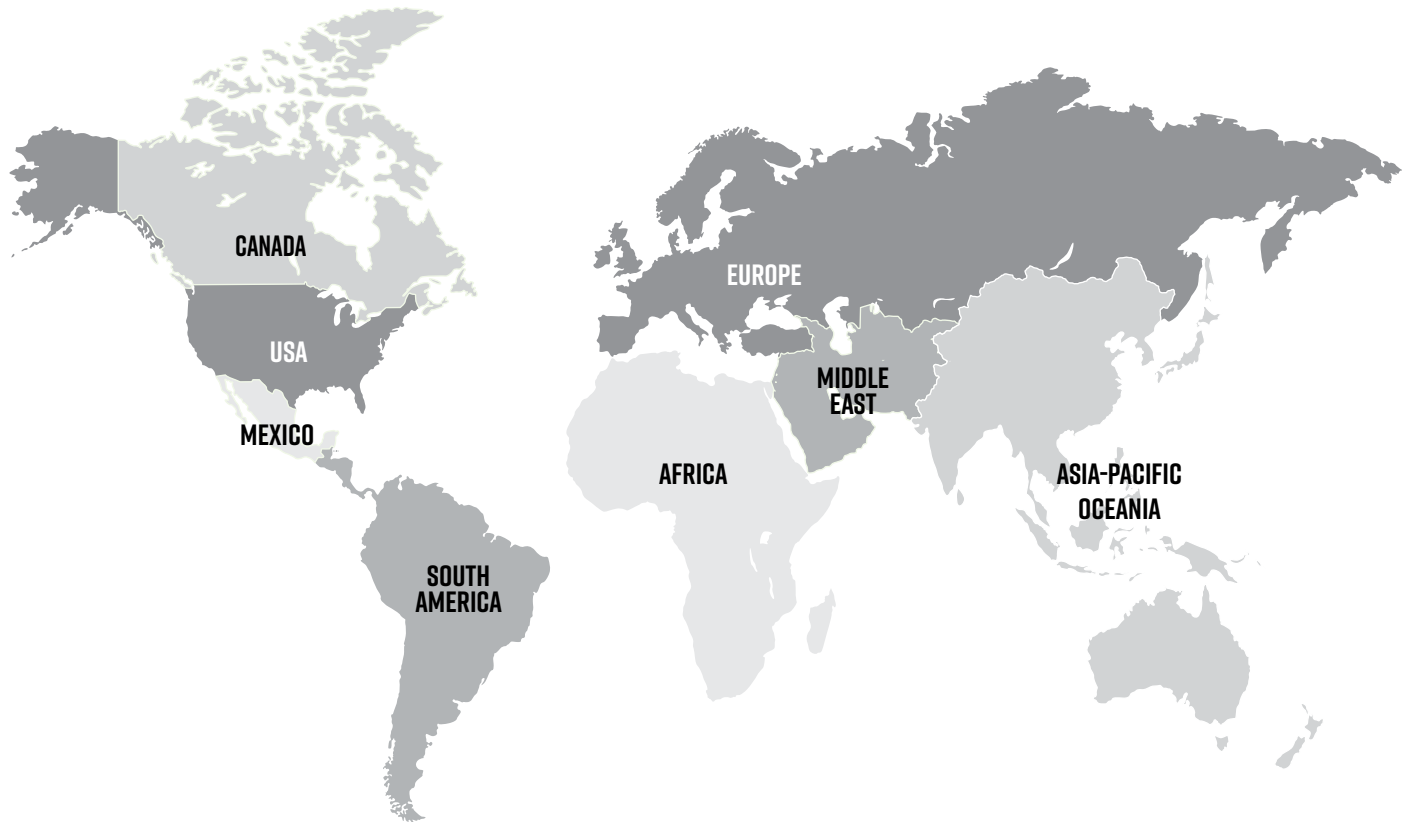 CANADA
EUROPE
USA
MIDDLE
EAST
MEXICO
AFRICA
ASIA-PACIFIC
OCEANIA
SOUTH
AMERICA